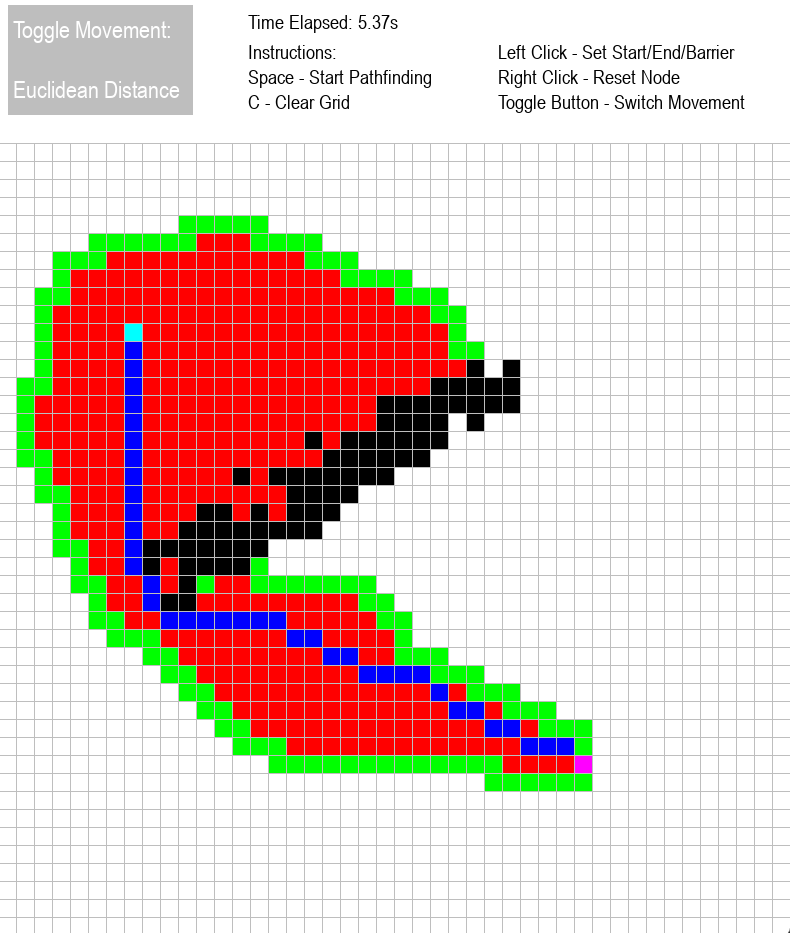 Toggle Movement:
Euclidean Distance
Time Elapsed: 5.37s
Instructions:
Space - Start Pathfinding
C - Clear Grid
Left Click - Set Start/End/Barrier
Right Click - Reset Node
Toggle Button - Switch Movement